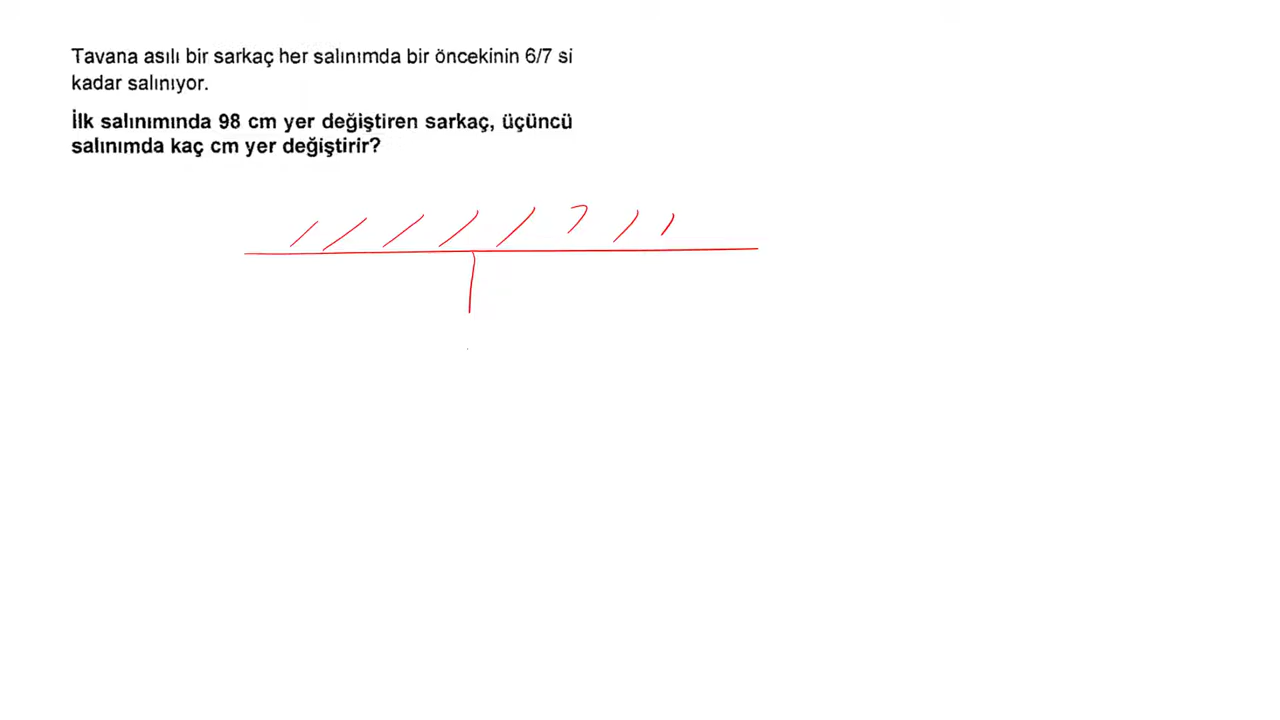 Tavana asılı bir sarkaç her salınımda bir öncekinin 6/7 si
kadar salınıyor.
İlk salınımında 98 cm yer değiştiren sarkaç, üçüncü
salınımda kaç cm yer değiştirir?